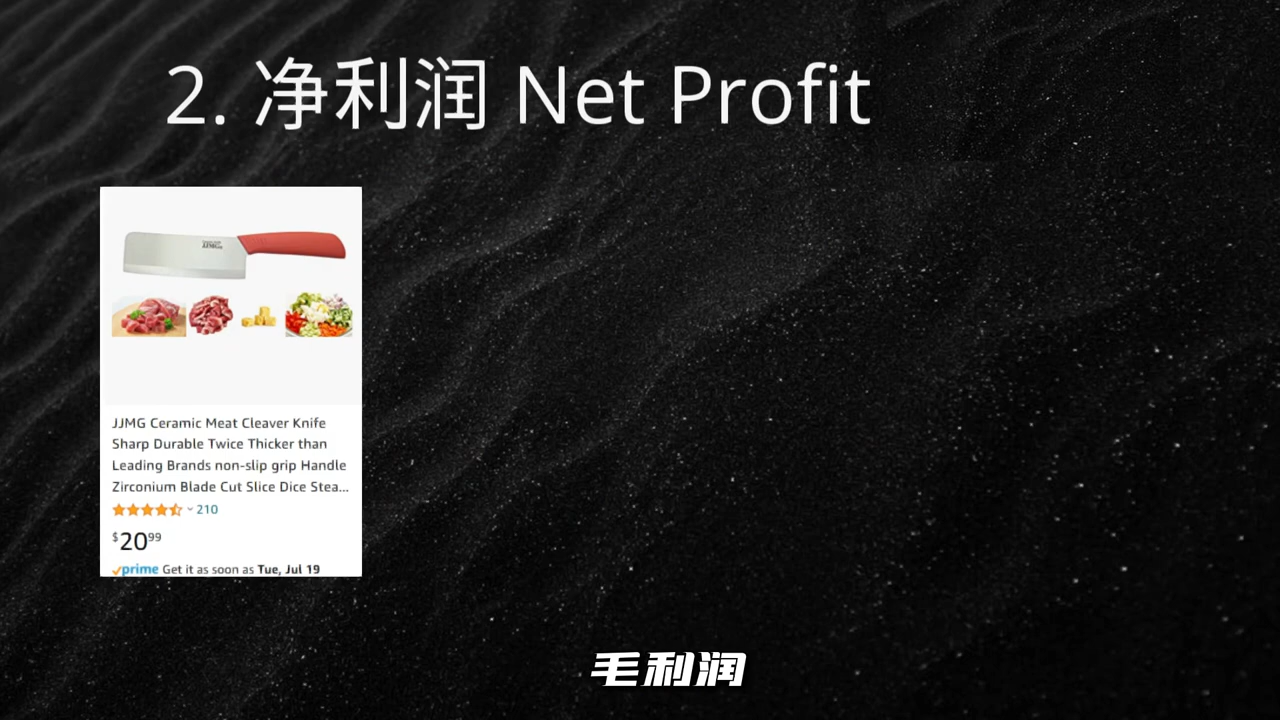 2. 净利润 Net Profit
JJMG Ceramic Meat Cleaver Knife
Sharp Durable Twice Thicker than
Leading Brands non-slip grip Handle
Zirconium Blade Cut Slice Dice Stea...
210
$20.99
prime Get it as soon as Tue, Jul 19
毛利润